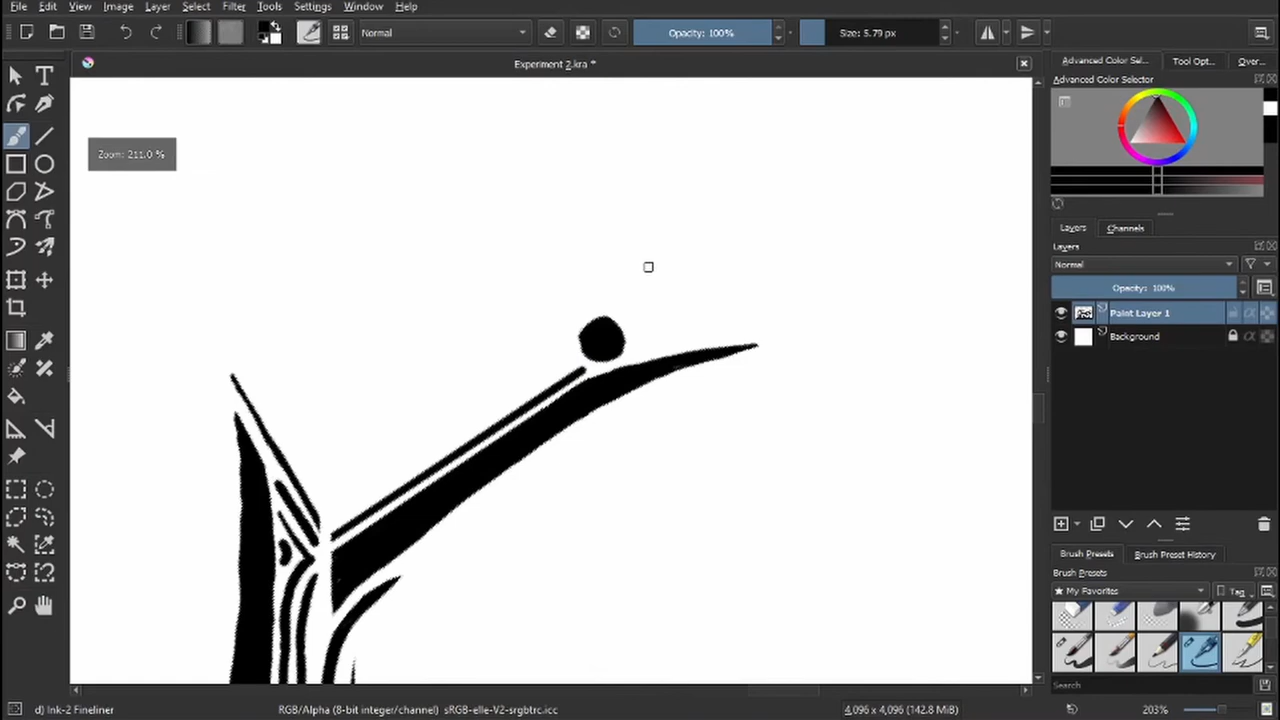 File Edit View Image Layer Select Filter Tools Settings Window Help
Normal Opacity: 100% Size: 5.79 px
Experiment 2.kra *
Advanced Color Sel... Tool Opt... Over...
Advanced Color Selector
Zoom: 211.0 %
Layers Channels
Layers
Normal
Opacity: 100%
Paint Layer 1
Background
Brush Presets Brush Preset History
Brush Presets
My Favorites Tag
Search
d) Ink-2 Fineliner RGB/Alpha (8-bit integer/channel) sRGB-elle-V2-srgbtrc.icc 4,096 x 4,096 (142.8 MiB) 203%